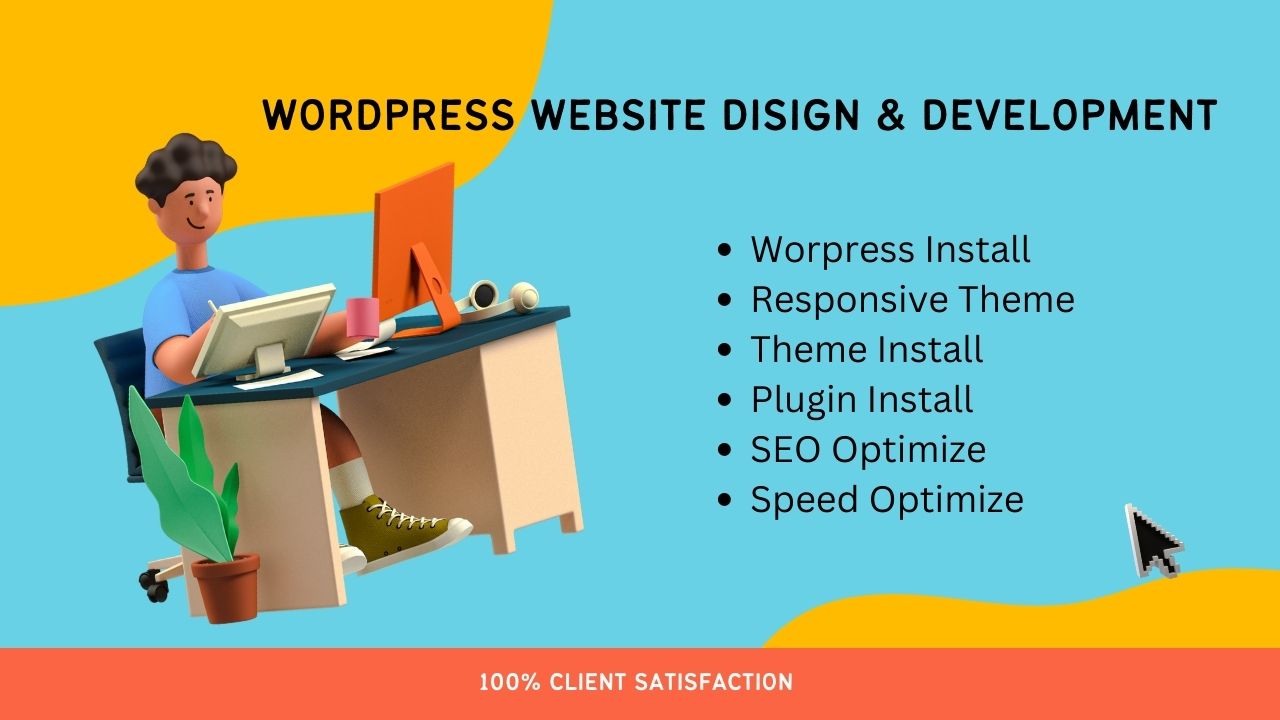 WORDPRESS WEBSITE DISIGN & DEVELOPMENT
• Worpress Install
• Responsive Theme
• Theme Install
• Plugin Install
• SEO Optimize
• Speed Optimize
100% CLIENT SATISFACTION